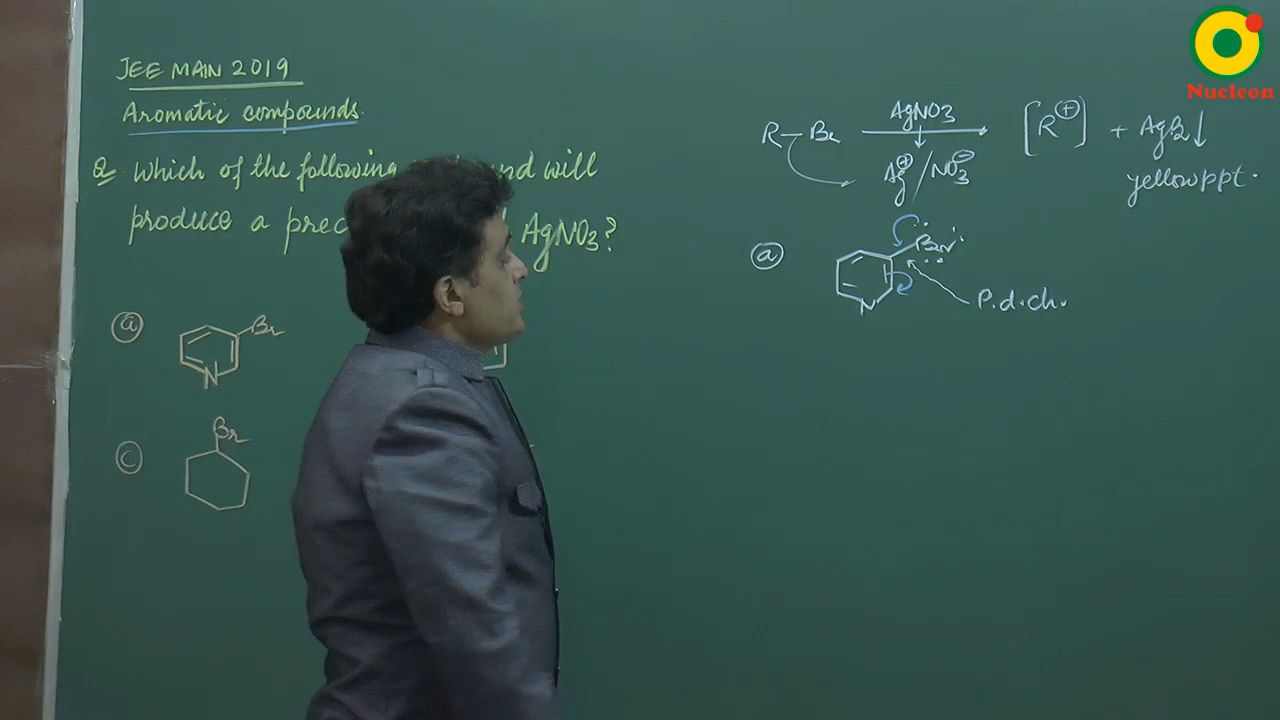 JEE MAIN 2019
Aromatic compounds.
Q which of the following will
produce a AgNO3?
(a)
Br
N
(c)
Br
R-Br AgNO3 [R⊕] + AgBr↓
Ag⊕/NO3⊖ yellow ppt.
(a) Br
N P.d.ch.
Nucleon